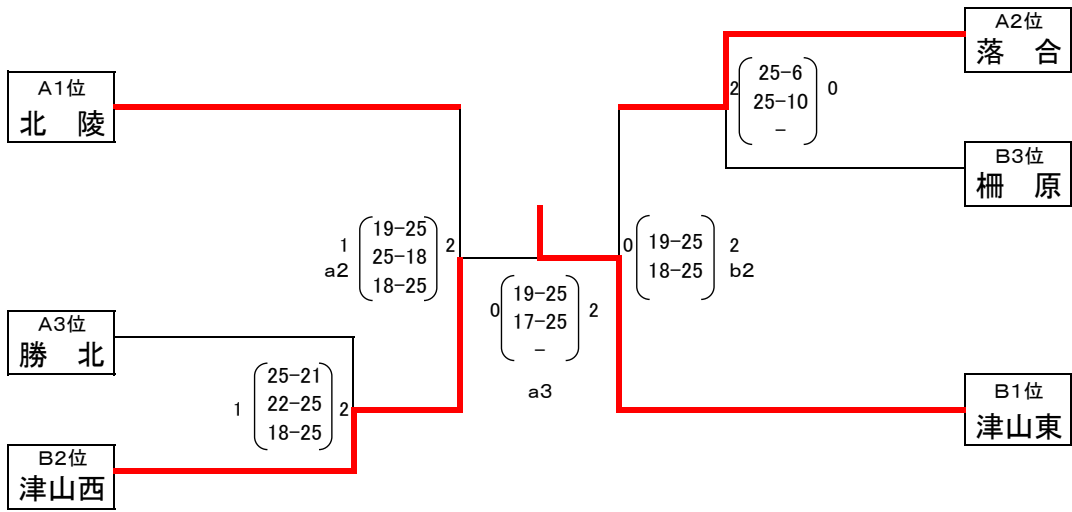 A1位
北　陵
A3位
勝　北
B2位
津山西
A2位
落　合
B3位
柵　原
B1位
津山東
2 25-6 0
25-10
-
1 19-25 2
a2 25-18
18-25
0 19-25 2
18-25 b2
0 19-25 2
17-25
-
a3
25-21
1 22-25 2
18-25